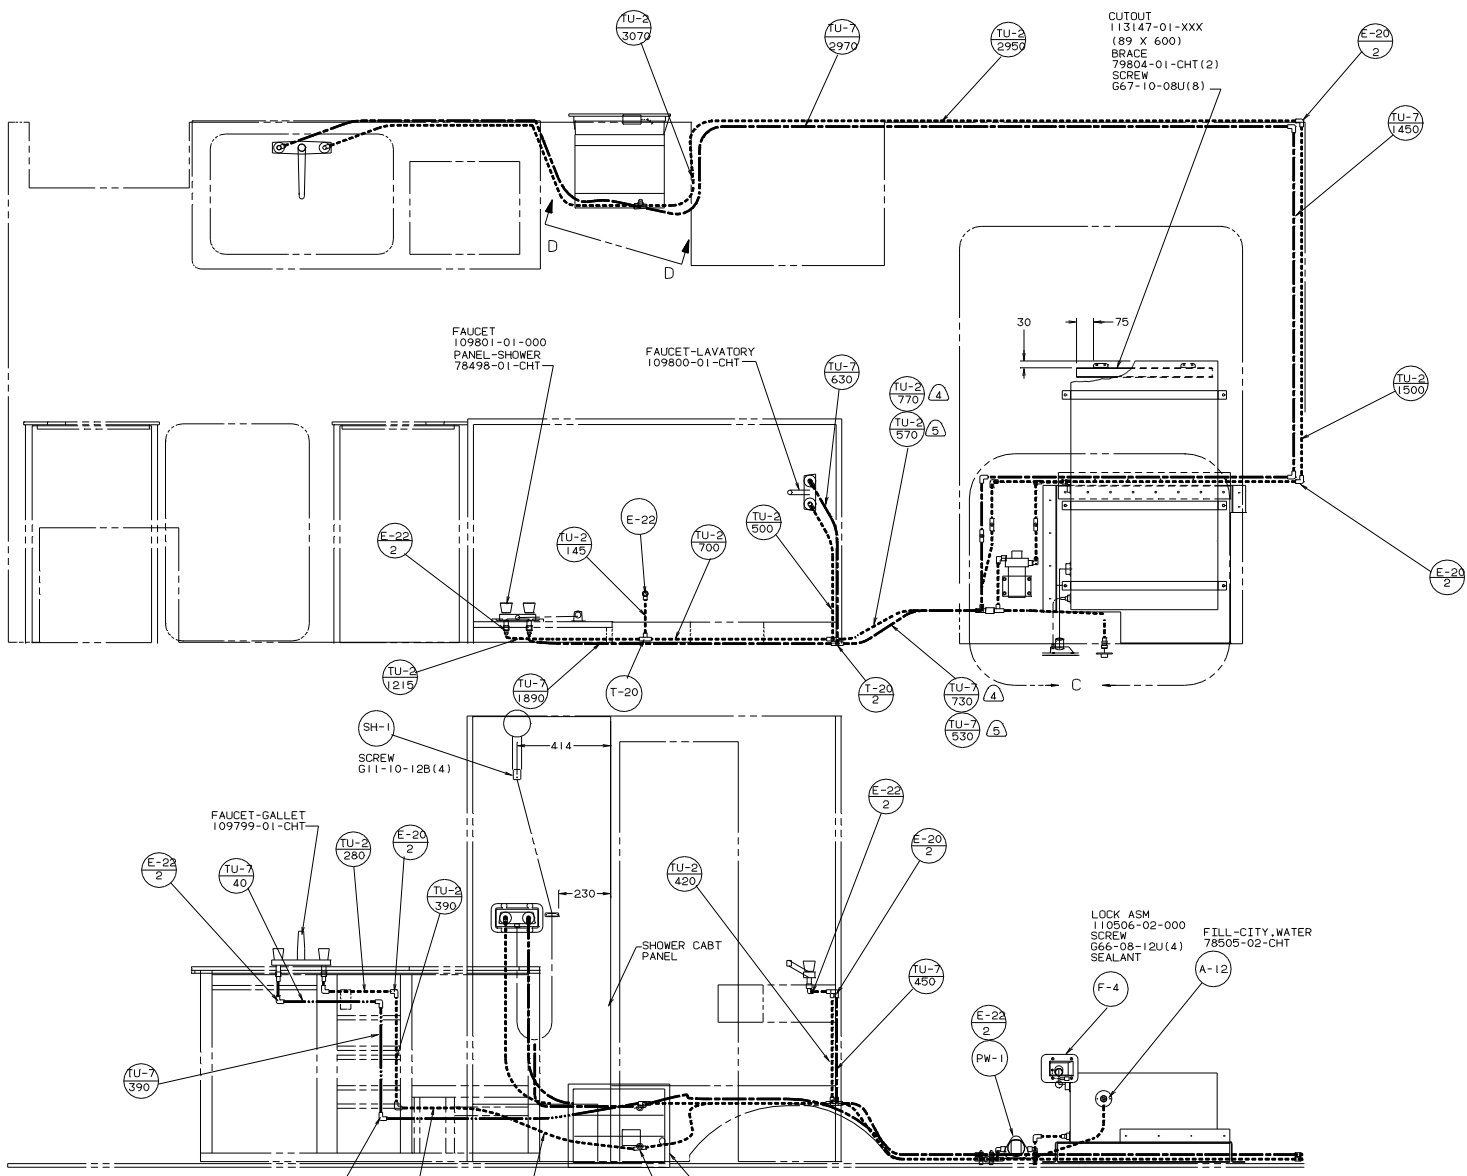 TU-2
3070
TU-7
2970
TU-2
2950
CUTOUT
113147-01-XXX
(89 X 600)
BRACE
79804-01-CHT(2)
SCREW
G67-10-08U(8)
E-20
2
TU-7
1450
D
D
FAUCET
109801-01-000
PANEL-SHOWER
78498-01-CHT
FAUCET-LAVATORY
109800-01-CHT
TU-7
630
TU-2
770
4
TU-2
570
5
30
75
TU-2
1500
E-22
2
TU-2
145
E-22
TU-2
700
TU-2
500
E-20
2
TU-2
1215
TU-7
1890
T-20
T-20
2
TU-7
730
4
TU-7
530
5
C
SH-1
SCREW
G11-10-12B(4)
414
FAUCET-GALLET
109799-01-CHT
E-22
2
TU-7
40
TU-2
280
E-20
2
TU-2
390
230
TU-2
420
E-22
2
E-20
2
SHOWER CABT
PANEL
TU-7
450
LOCK ASM
110506-02-000
SCREW
G66-08-12U(4)
SEALANT
FILL-CITY.WATER
78505-02-CHT
A-12
F-4
E-22
2
PW-1
TU-7
390